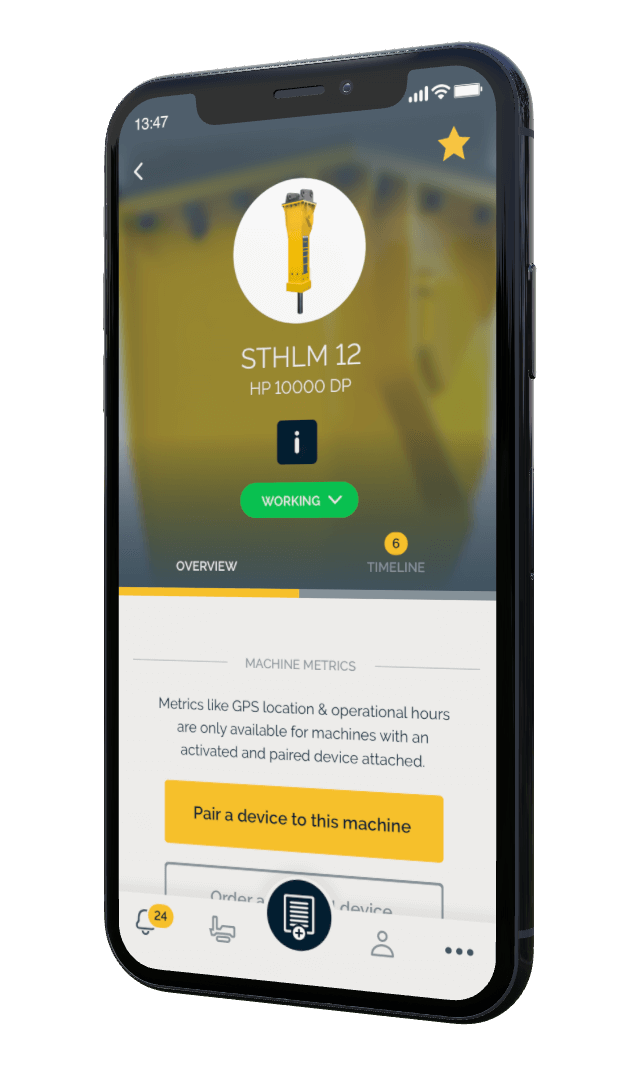 13:47
STHLM 12
HP 10000 DP
i
WORKING
6
OVERVIEW
TIMELINE
MACHINE METRICS
Metrics like GPS location & operational hours
are only available for machines with an
activated and paired device attached.
Pair a device to this machine
Order a device
24